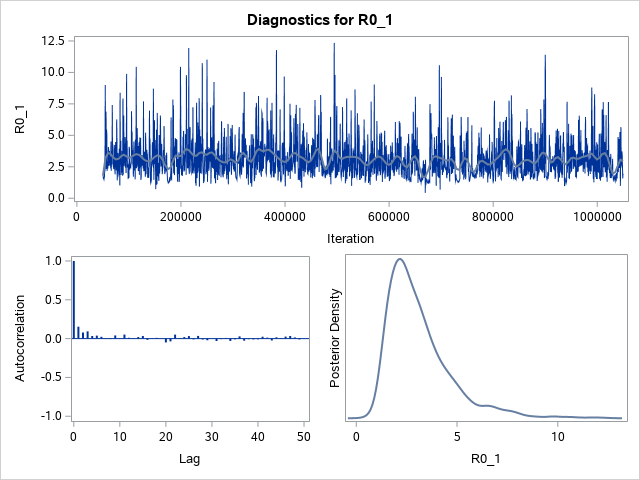 Diagnostics for R0_1
R0_1
12.5
10.0
7.5
5.0
2.5
0.0
0 200000 400000 600000 800000 1000000
Iteration
Autocorrelation
1.0
0.5
0.0
-0.5
-1.0
0 10 20 30 40 50
Lag
Posterior Density
0 5 10
R0_1